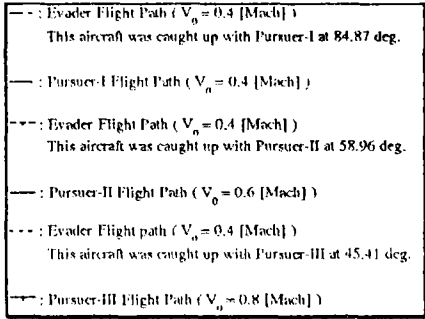 — - : Evader Flight Path ( V₀ = 0.4 [Mach] )
This aircraft was caught up with Pursuer-I at 84.87 deg.
— : Pursuer-I Flight Path ( V₀ = 0.4 [Mach] )
---- : Evader Flight Path ( V₀ = 0.4 [Mach] )
This aircraft was caught up with Pursuer-II at 58.96 deg.
— : Pursuer-II Flight Path ( V₀ = 0.6 [Mach] )
--- : Evader Flight path ( V₀ = 0.4 [Mach] )
This aircraft was caught up with Pursuer-III at 45.41 deg.
— : Pursuer-III Flight Path ( V₀ = 0.8 [Mach] )